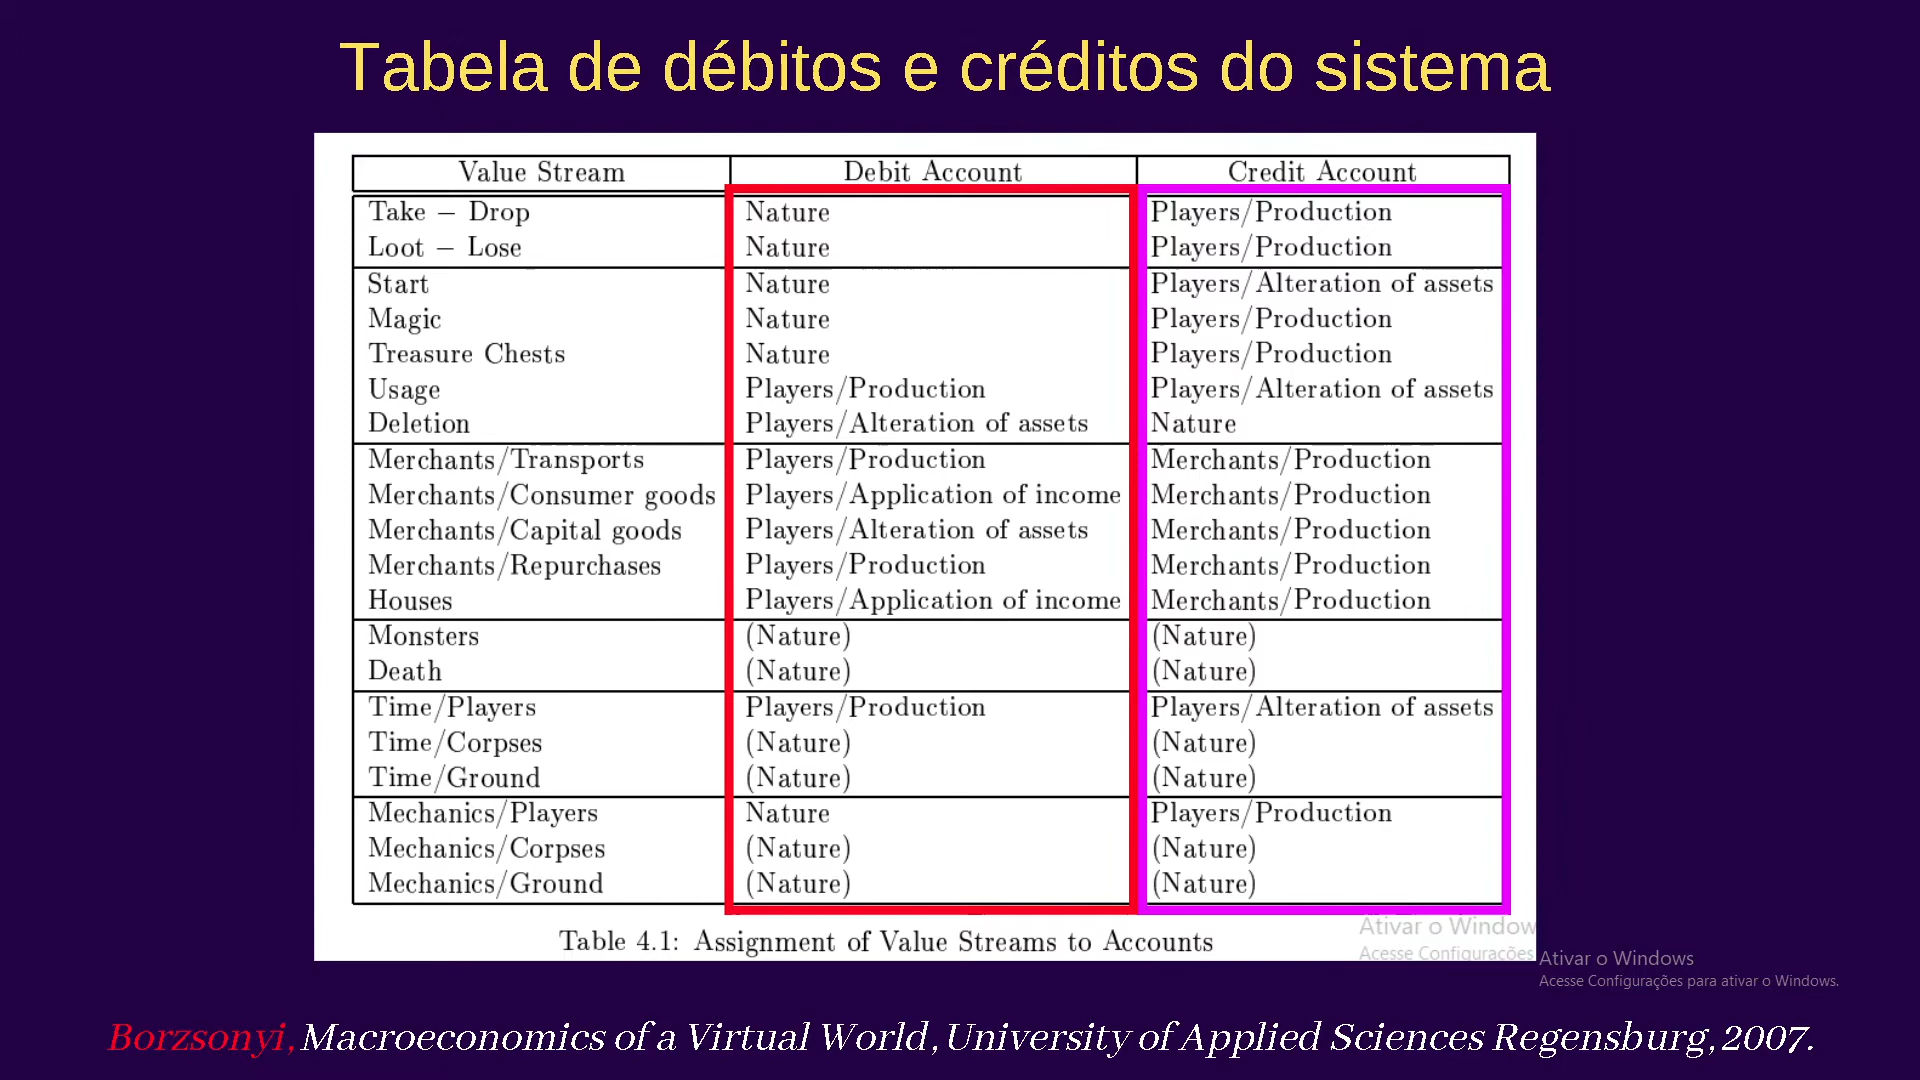 Tabela de débitos e créditos do sistema
Value Stream Debit Account Credit Account
Take – Drop Nature Players/Production
Loot – Lose Nature Players/Production
Start Nature Players/Alteration of assets
Magic Nature Players/Production
Treasure Chests Nature Players/Production
Usage Players/Production Players/Alteration of assets
Deletion Players/Alteration of assets Nature
Merchants/Transports Players/Production Merchants/Production
Merchants/Consumer goods Players/Application of income Merchants/Production
Merchants/Capital goods Players/Alteration of assets Merchants/Production
Merchants/Repurchases Players/Production Merchants/Production
Houses Players/Application of income Merchants/Production
Monsters (Nature) (Nature)
Death (Nature) (Nature)
Time/Players Players/Production Players/Alteration of assets
Time/Corpses (Nature) (Nature)
Time/Ground (Nature) (Nature)
Mechanics/Players Nature Players/Production
Mechanics/Corpses (Nature) (Nature)
Mechanics/Ground (Nature) (Nature)
Table 4.1: Assignment of Value Streams to Accounts
Ativar o Window
Acesse Configurações
Ativar o Windows
Acesse Configurações para ativar o Windows.
Borzsonyi, Macroeconomics of a Virtual World, University of Applied Sciences Regensburg, 2007.